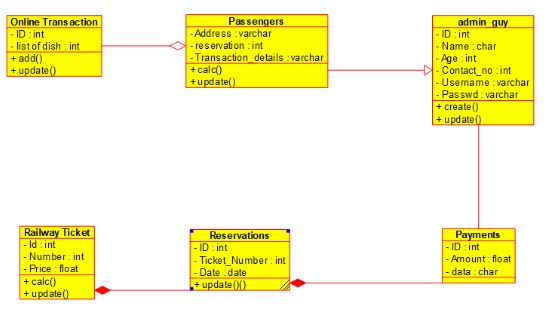 Online Transaction
- ID : int
- list of dish : int
+ add()
+ update()
Passengers
- Address : varchar
- reservation : int
- Transaction_details : varchar
+ calc()
+ update()
admin_guy
- ID : int
- Name : char
- Age : int
- Contact_no : int
- Username : varchar
- Passwd : varchar
+ create()
+ update()
Railway Ticket
- Id : int
- Number : int
- Price : float
+ calc()
+ update()
Reservations
- ID : int
- Ticket_Number : int
- Date : date
+ update()()
Payments
- ID : int
- Amount : float
- data : char